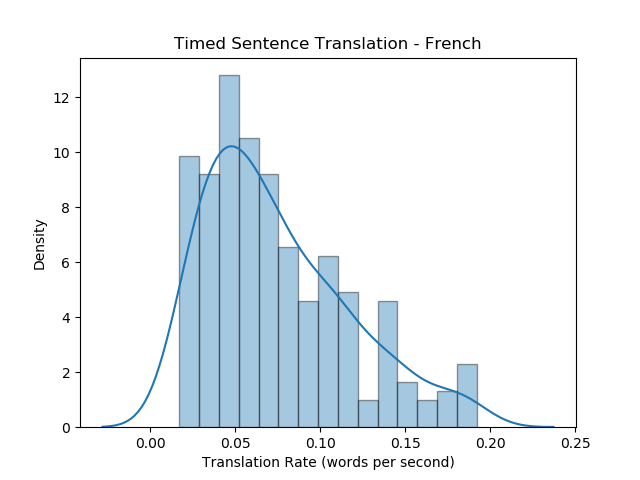 Timed Sentence Translation - French
12
10
8
6
4
2
0
Density
0.00 0.05 0.10 0.15 0.20 0.25
Translation Rate (words per second)